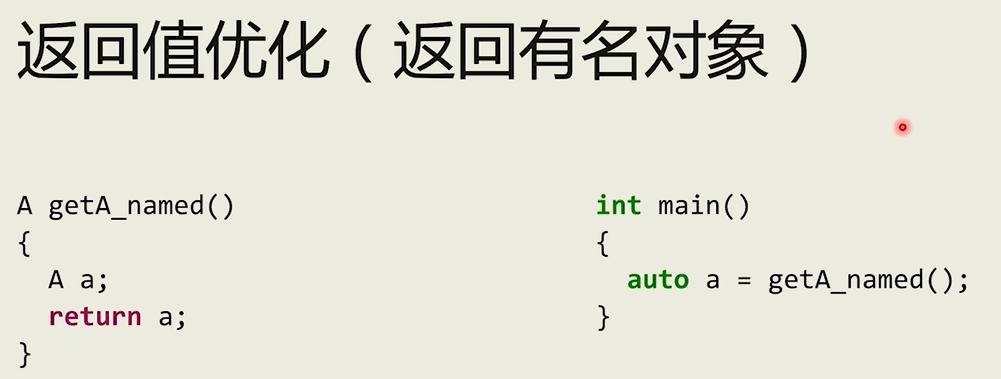 返回值优化（返回有名对象）
A getA_named()
{
  A a;
  return a;
}
int main()
{
  auto a = getA_named();
}